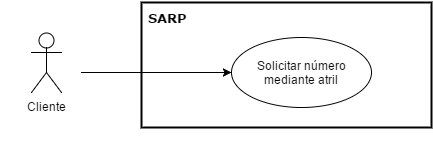 SARP
Solicitar número
mediante atril
Cliente